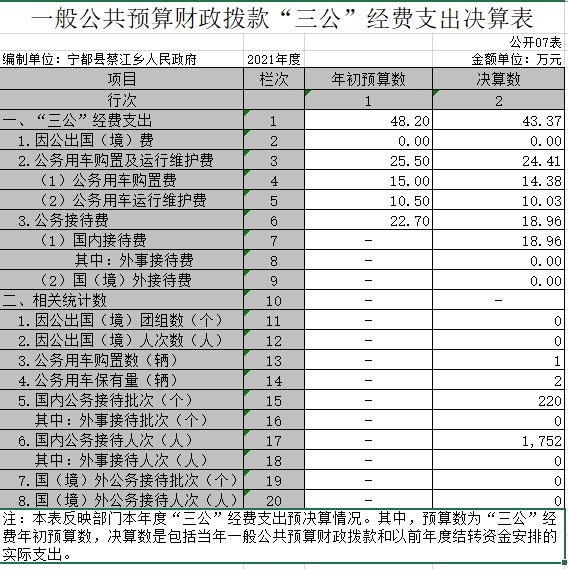 一般公共预算财政拨款“三公”经费支出决算表
公开07表
编制单位：宁都县蔡江乡人民政府 2021年度 金额单位：万元
项目 栏次 年初预算数 决算数
行次 1 2
一、“三公”经费支出 1 48.20 43.37
1.因公出国（境）费 2 0.00 0.00
2.公务用车购置及运行维护费 3 25.50 24.41
（1）公务用车购置费 4 15.00 14.38
（2）公务用车运行维护费 5 10.50 10.03
3.公务接待费 6 22.70 18.96
（1）国内接待费 7 - 18.96
其中：外事接待费 8 - 0.00
（2）国（境）外接待费 9 - 0.00
二、相关统计数 10 - -
1.因公出国（境）团组数（个） 11 - 0
2.因公出国（境）人次数（人） 12 - 0
3.公务用车购置数（辆） 13 - 1
4.公务用车保有量（辆） 14 - 2
5.国内公务接待批次（个） 15 - 220
其中：外事接待批次（个） 16 - 0
6.国内公务接待人次（人） 17 - 1,752
其中：外事接待人次（人） 18 - 0
7.国（境）外公务接待批次（个） 19 - 0
8.国（境）外公务接待人次（人） 20 - 0
注：本表反映部门本年度“三公”经费支出预决算情况。其中，预算数为“三公”经
费年初预算数，决算数是包括当年一般公共预算财政拨款和以前年度结转资金安排的
实际支出。